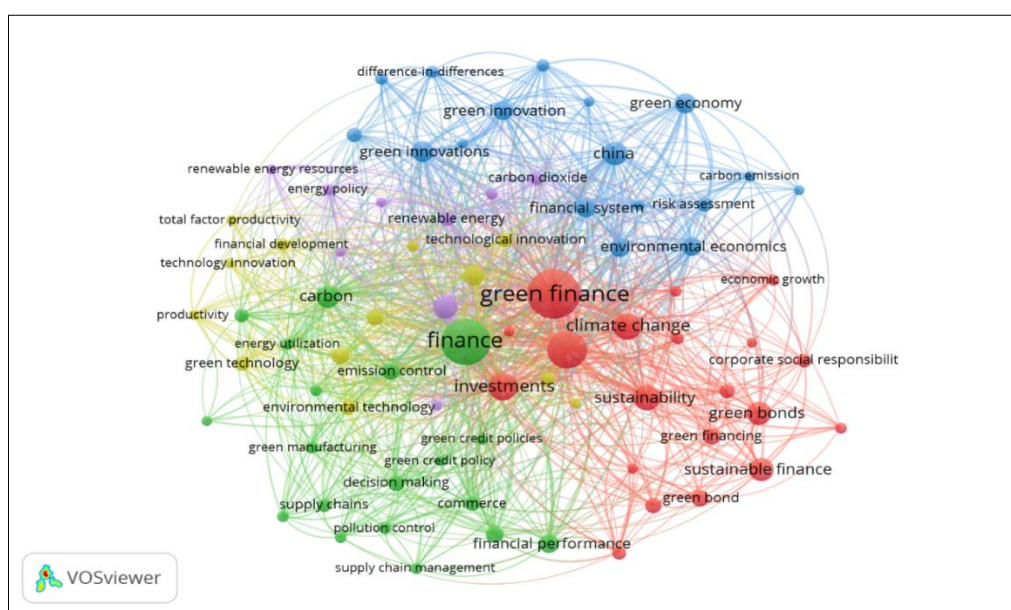 difference-in-differences
green innovation
green economy
green innovations
china
renewable energy resources
carbon dioxide
carbon emission
energy policy
renewable energy
financial system
risk assessment
total factor productivity
technological innovation
financial development
environmental economics
technology innovation
economic growth
carbon
green finance
productivity
climate change
finance
energy utilization
corporate social responsibilit
green technology
emission control
investments
sustainability
environmental technology
green bonds
green credit policies
green financing
green manufacturing
green credit policy
sustainable finance
decision making
green bond
supply chains
commerce
pollution control
financial performance
supply chain management
VOSviewer